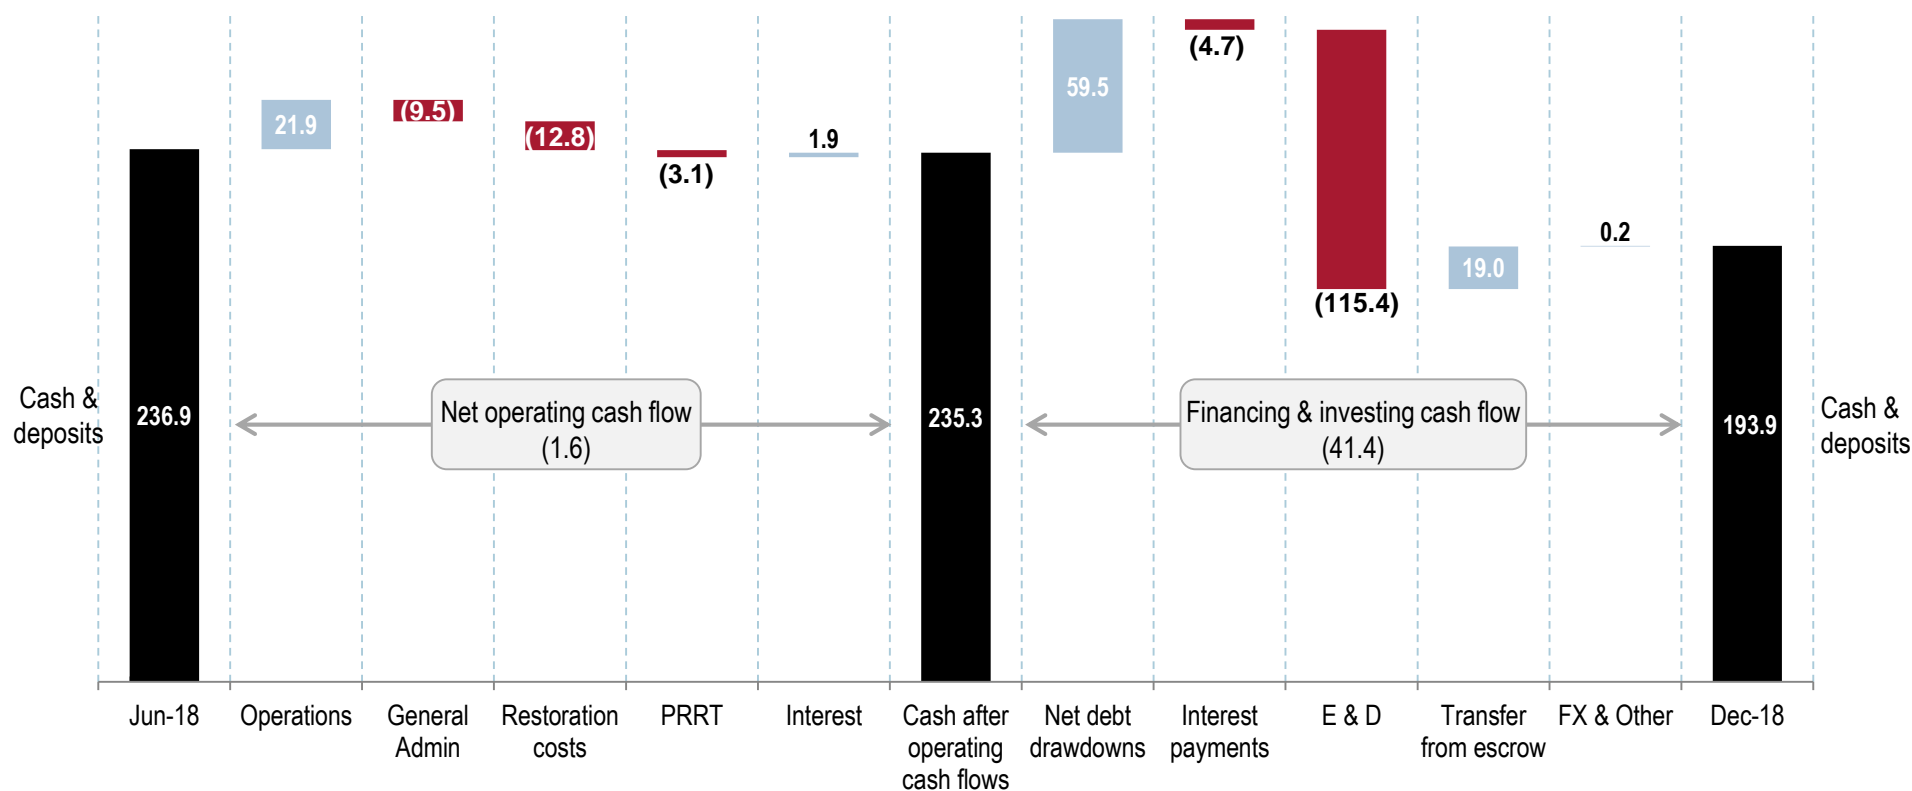 (4.7)
59.5
21.9
(9.5)
(12.8)
(3.1)
1.9
(115.4)
19.0
0.2
Cash &
deposits
236.9
Net operating cash flow
(1.6)
235.3
Financing & investing cash flow
(41.4)
193.9
Cash &
deposits
Jun-18
Operations
General
Admin
Restoration
costs
PRRT
Interest
Cash after
operating
cash flows
Net debt
drawdowns
Interest
payments
E & D
Transfer
from escrow
FX & Other
Dec-18